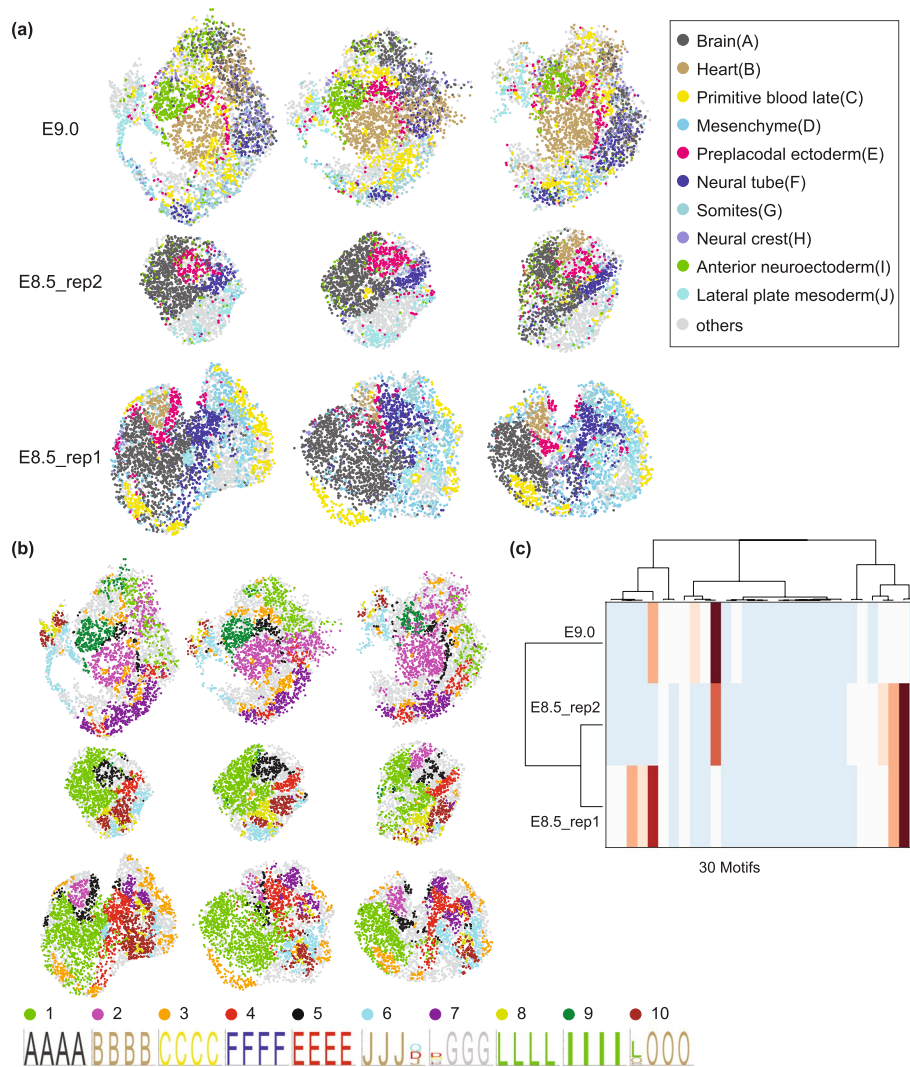 (a)
E9.0
E8.5_rep2
E8.5_rep1
Brain(A)
Heart(B)
Primitive blood late(C)
Mesenchyme(D)
Preplacodal ectoderm(E)
Neural tube(F)
Somites(G)
Neural crest(H)
Anterior neuroectoderm(I)
Lateral plate mesoderm(J)
others
(b)
1 2 3 4 5 6 7 8 9 10
AAAA BBBB CCCC FFFF EEEE JJJ GGG LLLL IIII L OOO
(c)
E9.0
E8.5_rep2
E8.5_rep1
30 Motifs